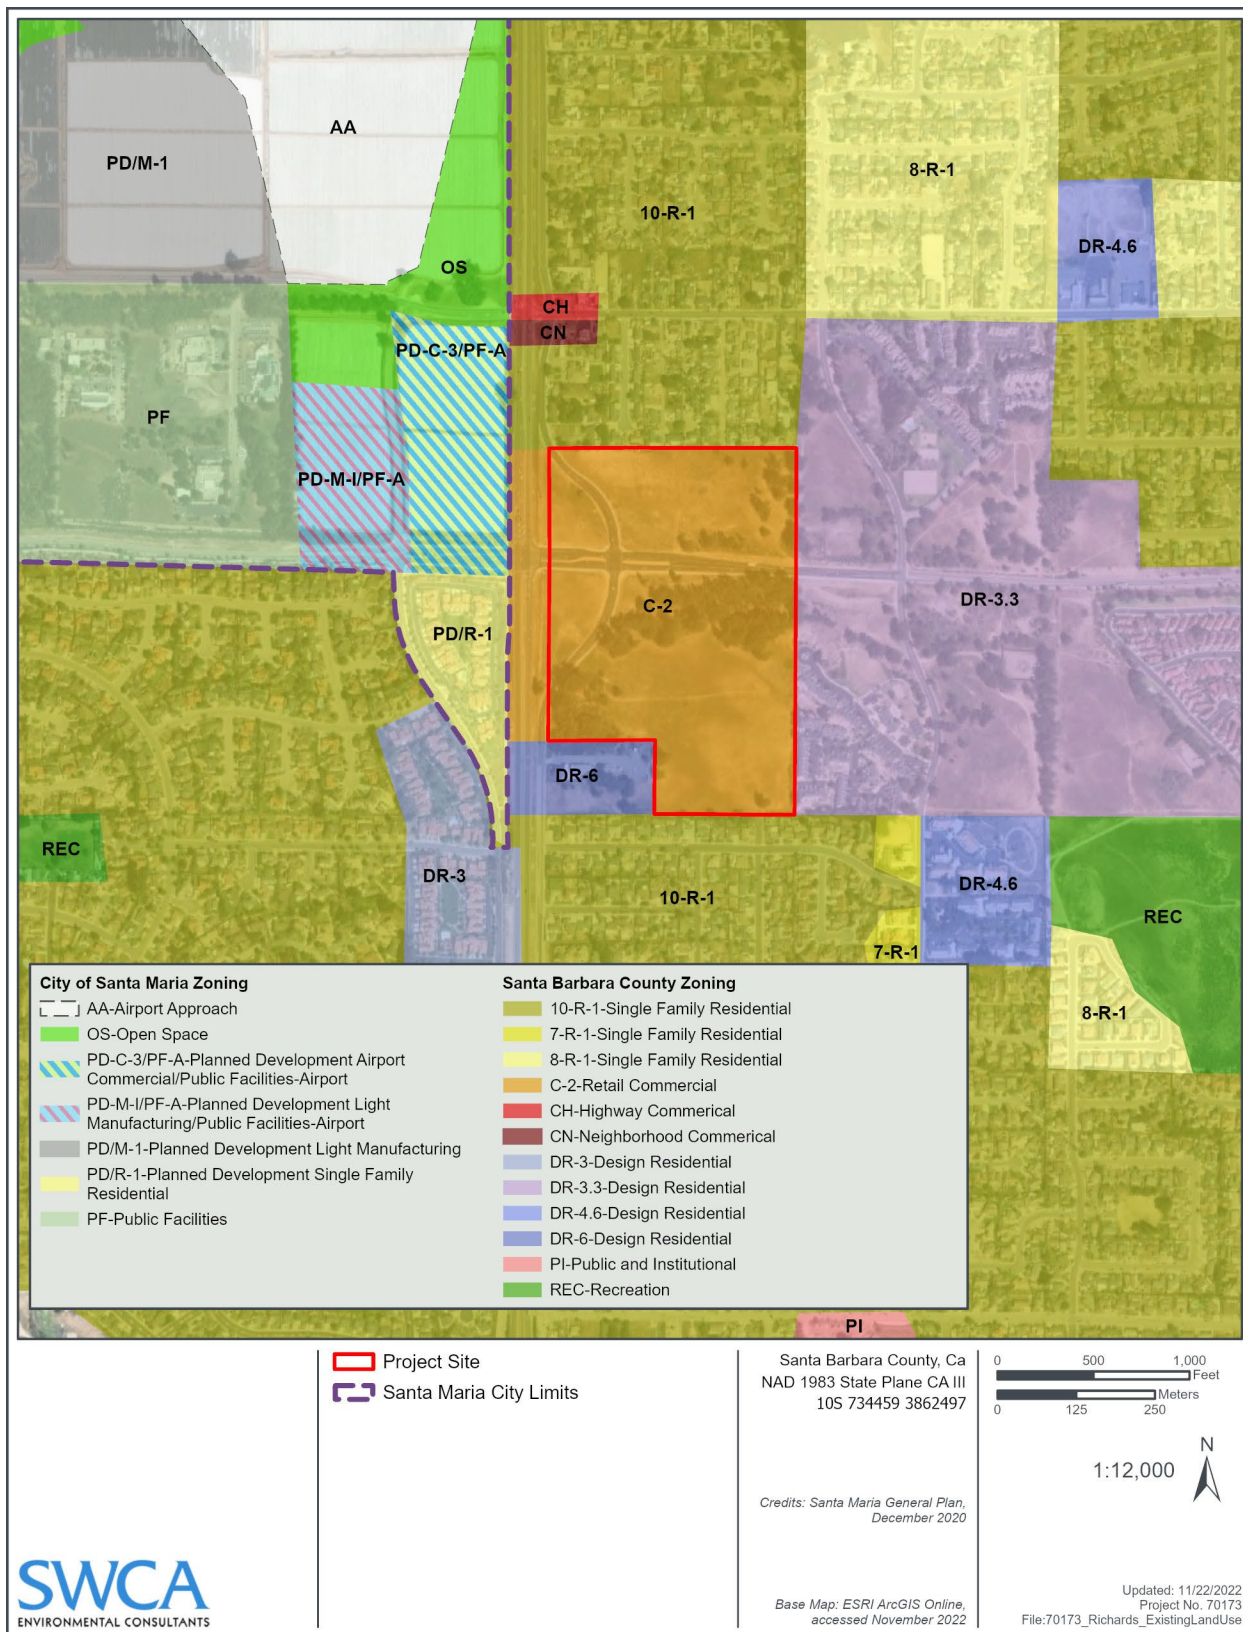 AA
PD/M-1
8-R-1
10-R-1
DR-4.6
OS
CH
CN
PD-C-3/PF-A
PF
PD-M-I/PF-A
C-2
DR-3.3
PD/R-1
DR-6
REC
DR-3
10-R-1
DR-4.6
REC
7-R-1
8-R-1
City of Santa Maria Zoning
AA-Airport Approach
OS-Open Space
PD-C-3/PF-A-Planned Development Airport
Commercial/Public Facilities-Airport
PD-M-I/PF-A-Planned Development Light
Manufacturing/Public Facilities-Airport
PD/M-1-Planned Development Light Manufacturing
PD/R-1-Planned Development Single Family
Residential
PF-Public Facilities
Santa Barbara County Zoning
10-R-1-Single Family Residential
7-R-1-Single Family Residential
8-R-1-Single Family Residential
C-2-Retail Commercial
CH-Highway Commerical
CN-Neighborhood Commerical
DR-3-Design Residential
DR-3.3-Design Residential
DR-4.6-Design Residential
DR-6-Design Residential
PI-Public and Institutional
REC-Recreation
PI
Project Site
Santa Maria City Limits
Santa Barbara County, Ca
NAD 1983 State Plane CA III
10S 734459 3862497
Credits: Santa Maria General Plan,
December 2020
Base Map: ESRI ArcGIS Online,
accessed November 2022
0 500 1,000
Feet
Meters
0 125 250
N
1:12,000
Updated: 11/22/2022
Project No. 70173
File:70173_Richards_ExistingLandUse
SWCA
ENVIRONMENTAL CONSULTANTS